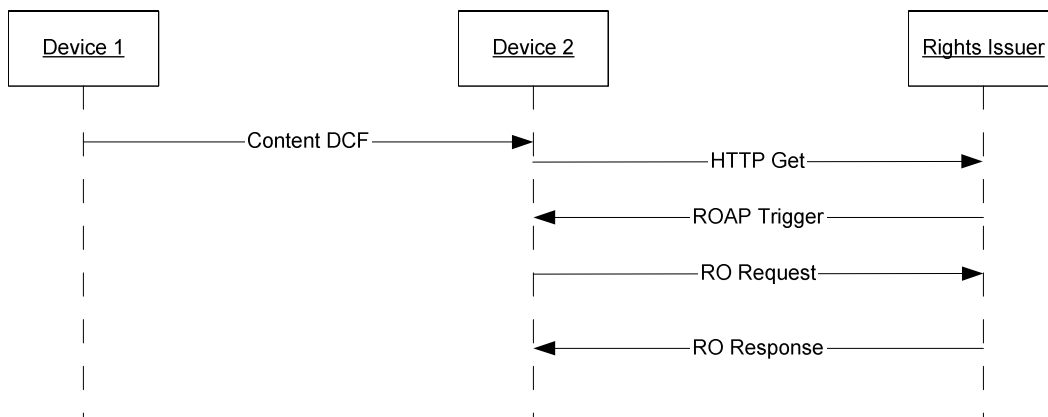 Device 1
Device 2
Rights Issuer
Content DCF
HTTP Get
ROAP Trigger
RO Request
RO Response